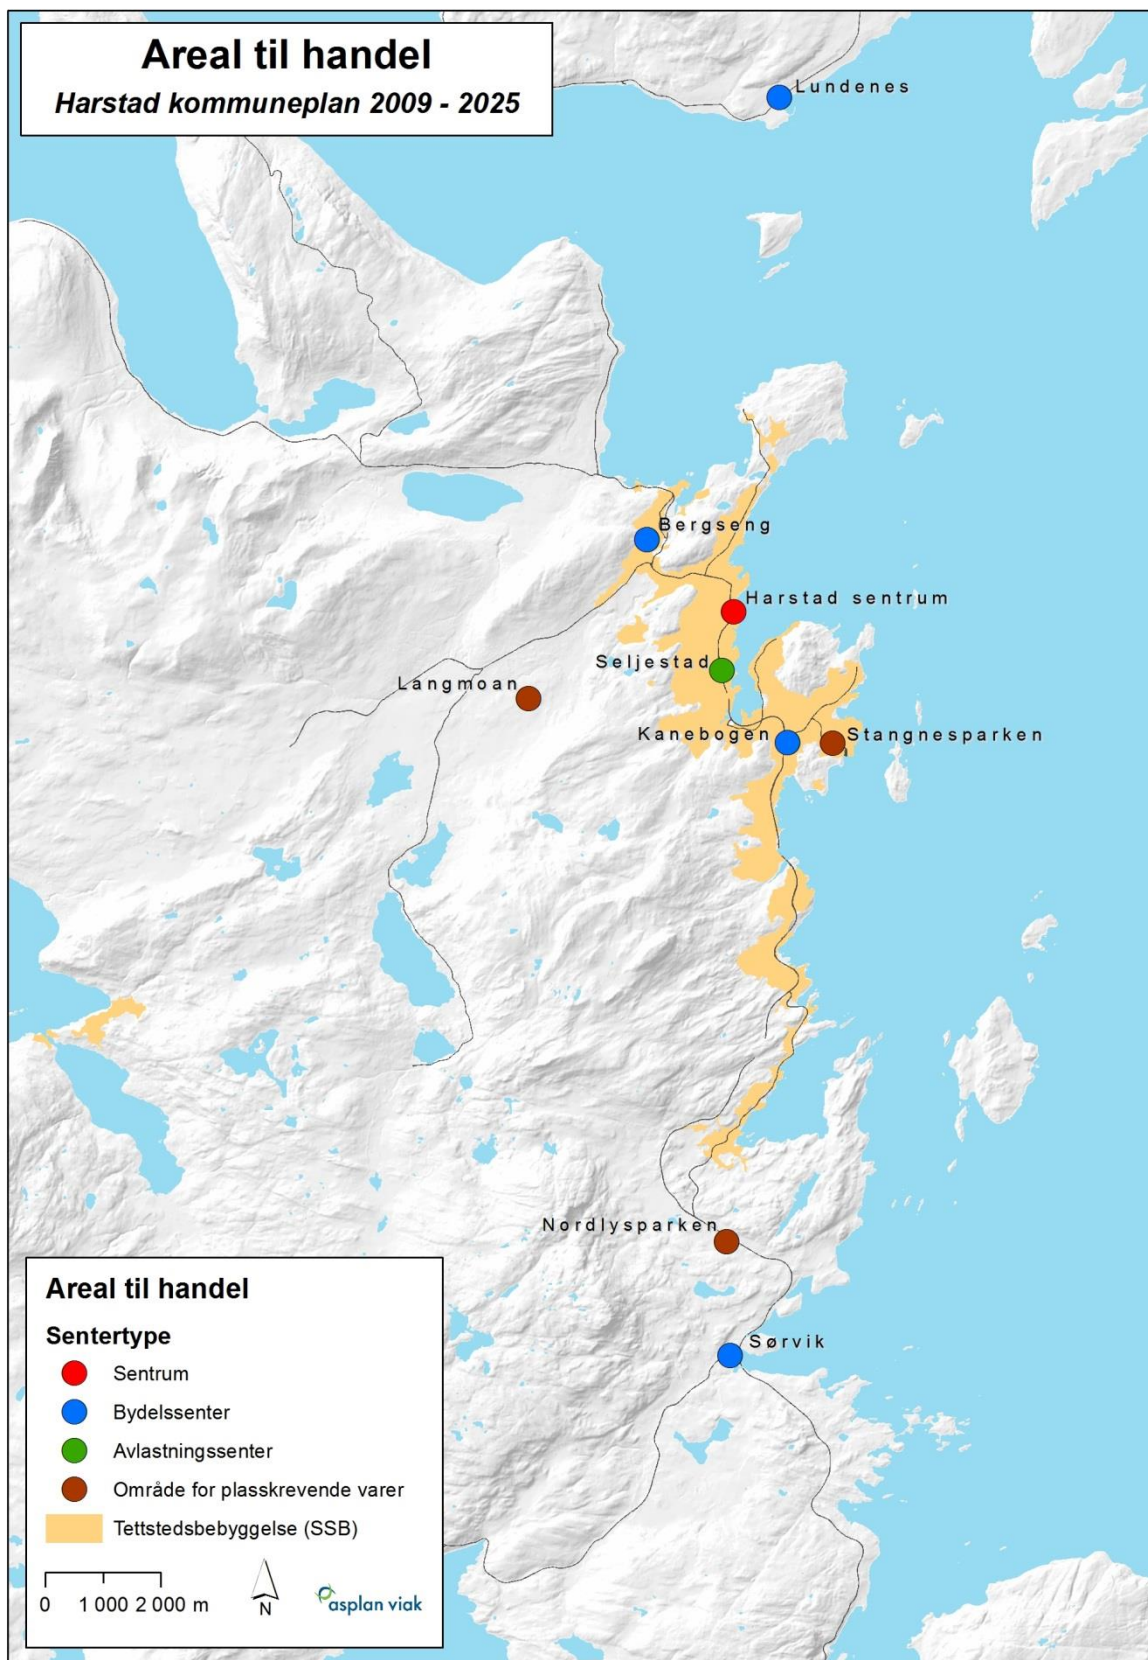 Areal til handel
Harstad kommuneplan 2009 - 2025
Lundenes
Bergseng
Harstad sentrum
Seljestad
Langmoan
Kanebogen
Stangnesparken
Nordlysparken
Sørvik
Areal til handel
Sentertype
Sentrum
Bydelssenter
Avlastningssenter
Område for plasskrevende varer
Tettstedsbebyggelse (SSB)
0 1 000 2 000 m
N
asplan viak